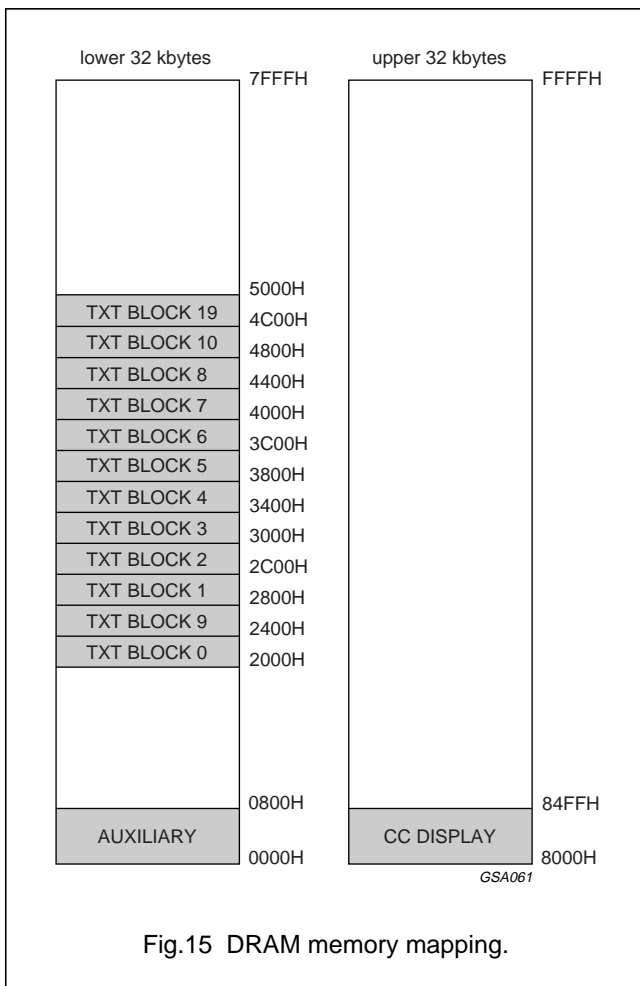 lower 32 kbytes
7FFFH
5000H
TXT BLOCK 19
4C00H
TXT BLOCK 10
4800H
TXT BLOCK 8
4400H
TXT BLOCK 7
4000H
TXT BLOCK 6
3C00H
TXT BLOCK 5
3800H
TXT BLOCK 4
3400H
TXT BLOCK 3
3000H
TXT BLOCK 2
2C00H
TXT BLOCK 1
2800H
TXT BLOCK 9
2400H
TXT BLOCK 0
2000H
0800H
AUXILIARY
0000H
upper 32 kbytes
FFFFH
84FFH
CC DISPLAY
8000H
GSA061
Fig.15 DRAM memory mapping.